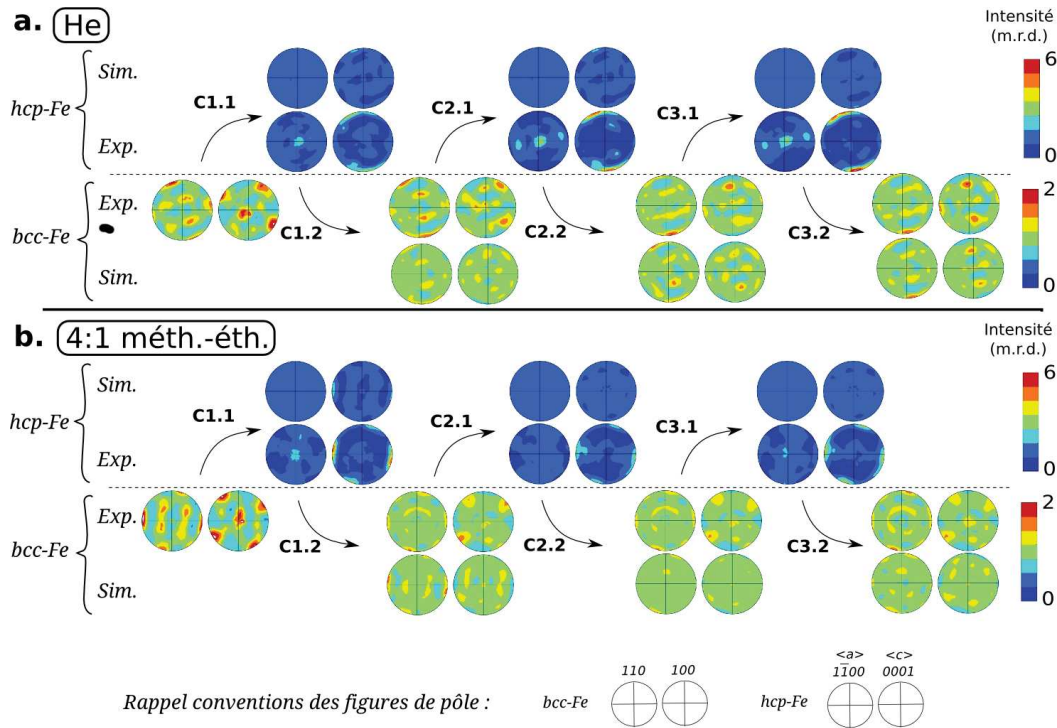 a. He
Intensité
(m.r.d.)
6
0
Sim.
hcp-Fe
Exp.
C1.1
C2.1
C3.1
Exp.
bcc-Fe
Sim.
C1.2
C2.2
C3.2
2
0
b. 4:1 méth.-éth.
Intensité
(m.r.d.)
6
0
Sim.
hcp-Fe
Exp.
C1.1
C2.1
C3.1
Exp.
bcc-Fe
Sim.
C1.2
C2.2
C3.2
2
0
Rappel conventions des figures de pôle :
bcc-Fe
110
100
hcp-Fe
<a>
11̅00
<c>
0001